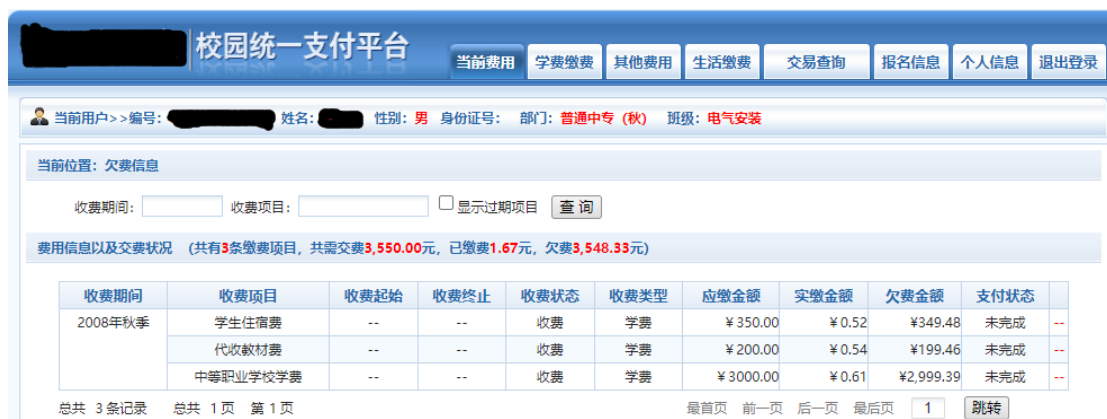 校园统一支付平台
当前费用 学费缴费 其他费用 生活缴费 交易查询 报名信息 个人信息 退出登录
当前用户>>编号: 姓名: 性别: 男 身份证号: 部门: 普通中专 (秋) 班级: 电气安装
当前位置: 欠费信息
收费期间: 收费项目: 显示过期项目 查 询
费用信息以及交费状况 (共有3条缴费项目, 共需交费3,550.00元, 已缴费1.67元, 欠费3,548.33元)
收费期间 收费项目 收费起始 收费终止 收费状态 收费类型 应缴金额 实缴金额 欠费金额 支付状态
2008年秋季 学生住宿费 -- -- 收费 学费 ¥350.00 ¥0.52 ¥349.48 未完成 --
代收教材费 -- -- 收费 学费 ¥200.00 ¥0.54 ¥199.46 未完成 --
中等职业学校学费 -- -- 收费 学费 ¥3000.00 ¥0.61 ¥2,999.39 未完成 --
总共 3条记录 总共 1页 第1页 最首页 前一页 后一页 最后页 1 跳转